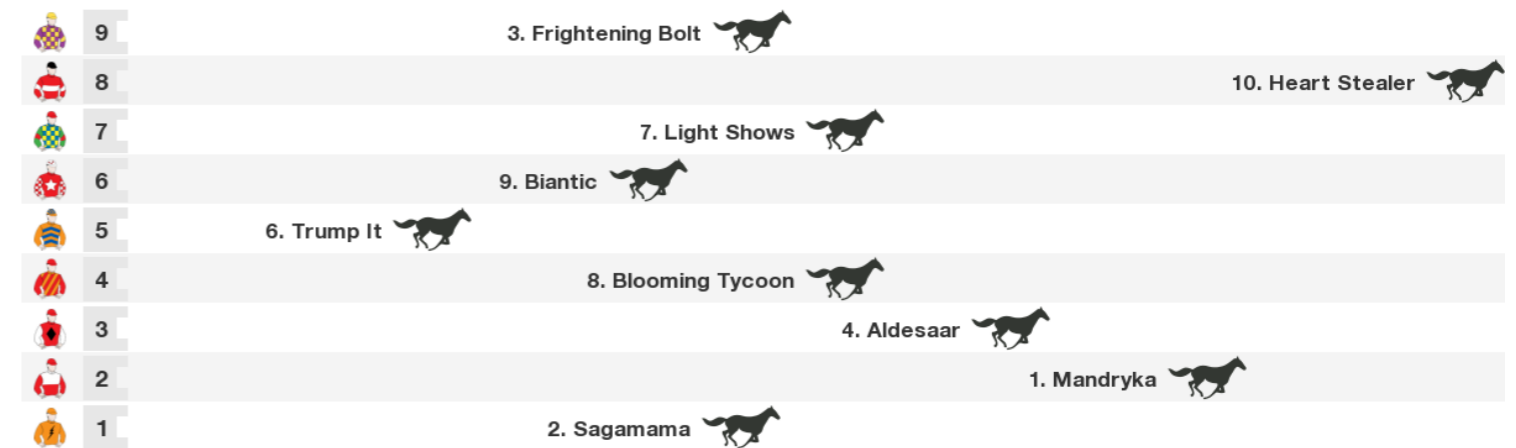 9 3. Frightening Bolt
8 10. Heart Stealer
7 7. Light Shows
6 9. Biantic
5 6. Trump It
4 8. Blooming Tycoon
3 4. Aldesaar
2 1. Mandryka
1 2. Sagamama